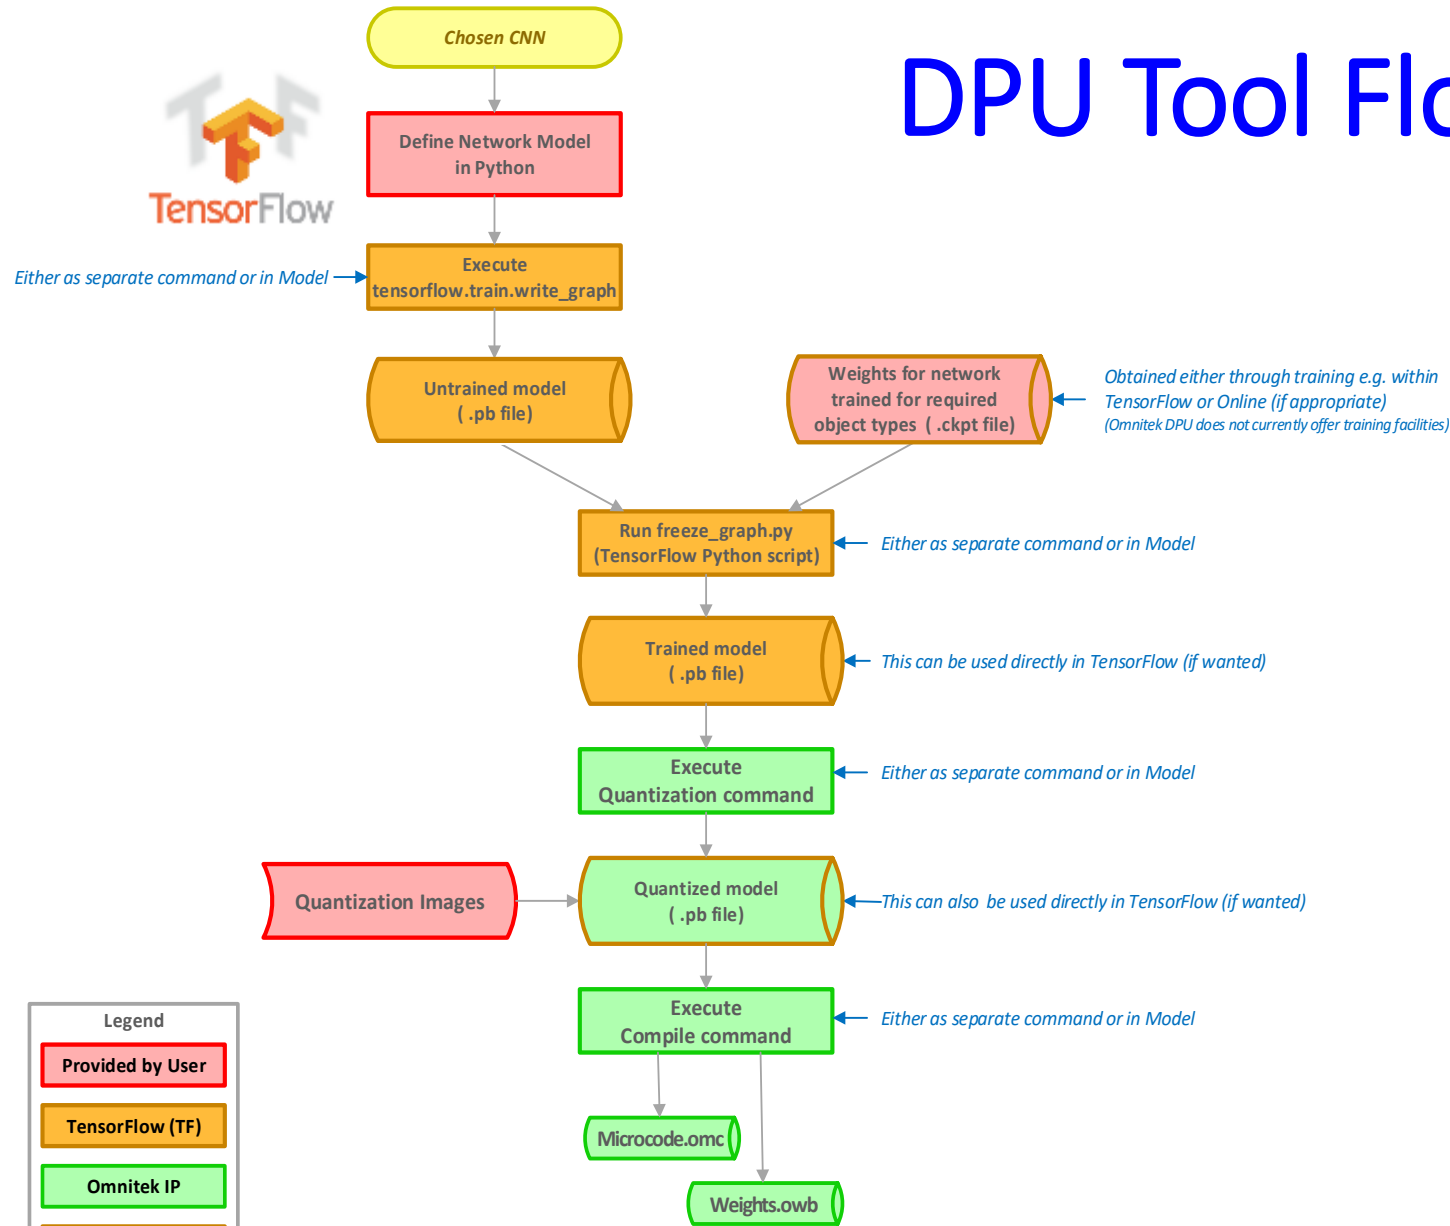 Chosen CNN
DPU Tool Flo
Define Network Model
in Python
TensorFlow
Execute
tensorflow.train.write_graph
Either as separate command or in Model
Untrained model
( .pb file)
Weights for network
trained for required
object types ( .ckpt file)
Obtained either through training e.g. within
TensorFlow or Online (if appropriate)
(Omnitek DPU does not currently offer training facilities)
Run freeze_graph.py
(TensorFlow Python script)
Either as separate command or in Model
Trained model
( .pb file)
This can be used directly in TensorFlow (if wanted)
Execute
Quantization command
Either as separate command or in Model
Quantization Images
Quantized model
( .pb file)
This can also be used directly in TensorFlow (if wanted)
Execute
Compile command
Either as separate command or in Model
Microcode.omc
Weights.owb
Legend
Provided by User
TensorFlow (TF)
Omnitek IP